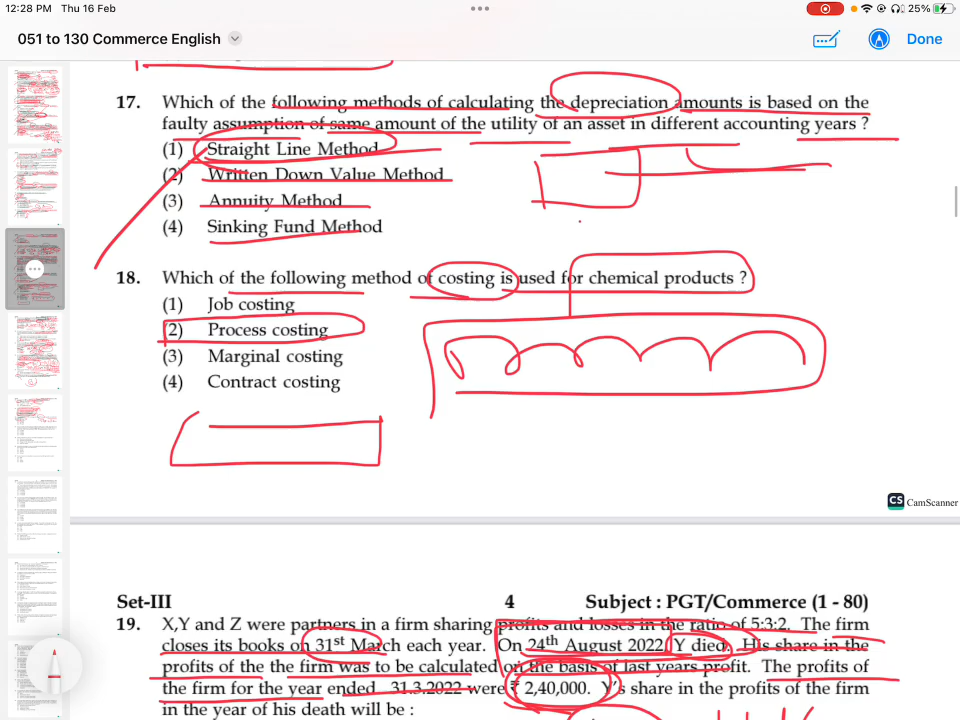 12:28 PM Thu 16 Feb
25%
051 to 130 Commerce English
Done
17. Which of the following methods of calculating the depreciation amounts is based on the
faulty assumption of same amount of the utility of an asset in different accounting years ?
(1) Straight Line Method
(2) Written Down Value Method
(3) Annuity Method
(4) Sinking Fund Method
18. Which of the following method of costing is used for chemical products ?
(1) Job costing
(2) Process costing
(3) Marginal costing
(4) Contract costing
CS CamScanner
Set-III 4 Subject : PGT/Commerce (1 - 80)
19. X,Y and Z were partners in a firm sharing profits and losses in the ratio of 5:3:2. The firm
closes its books on 31st March each year. On 24th August 2022 Y died. His share in the
profits of the the firm was to be calculated on the basis of last years profit. The profits of
the firm for the year ended 31.3.2022 were ₹ 2,40,000. Y's share in the profits of the firm
in the year of his death will be :